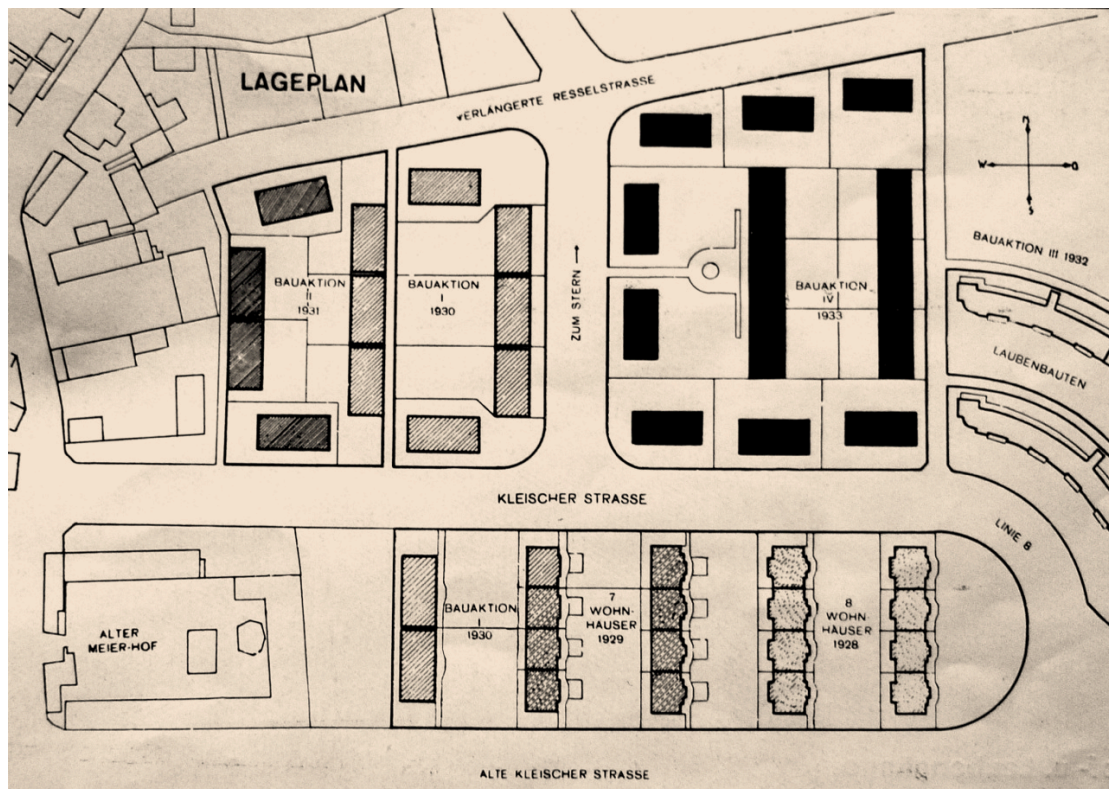 LAGEPLAN
VERLÄNGERTE RESSELSTRASSE
N
W
O
S
BAUAKTION III 1932
BAUAKTION
II
1931
BAUAKTION
I
1930
ZUM STERN
BAUAKTION
IV
1933
LAUBENBAUTEN
KLEISCHER STRASSE
LINIE 8
ALTER
MEIER-HOF
BAUAKTION
I
1930
7
WOHN-
HÄUSER
1929
8
WOHN-
HÄUSER
1928
ALTE KLEISCHER STRASSE